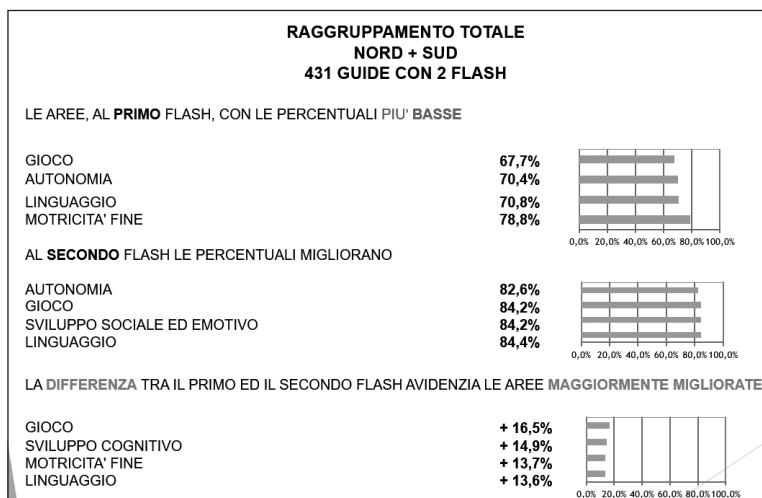 RAGGRUPPAMENTO TOTALE
NORD + SUD
431 GUIDE CON 2 FLASH
LE AREE, AL PRIMO FLASH, CON LE PERCENTUALI PIU' BASSE
GIOCO 67,7%
AUTONOMIA 70,4%
LINGUAGGIO 70,8%
MOTRICITA' FINE 78,8%
0,0% 20,0% 40,0% 60,0% 80,0% 100,0%
AL SECONDO FLASH LE PERCENTUALI MIGLIORANO
AUTONOMIA 82,6%
GIOCO 84,2%
SVILUPPO SOCIALE ED EMOTIVO 84,2%
LINGUAGGIO 84,4%
0,0% 20,0% 40,0% 60,0% 80,0% 100,0%
LA DIFFERENZA TRA IL PRIMO ED IL SECONDO FLASH AVIDENZIA LE AREE MAGGIORMENTE MIGLIORATE
GIOCO + 16,5%
SVILUPPO COGNITIVO + 14,9%
MOTRICITA' FINE + 13,7%
LINGUAGGIO + 13,6%
0,0% 20,0% 40,0% 60,0% 80,0% 100,0%